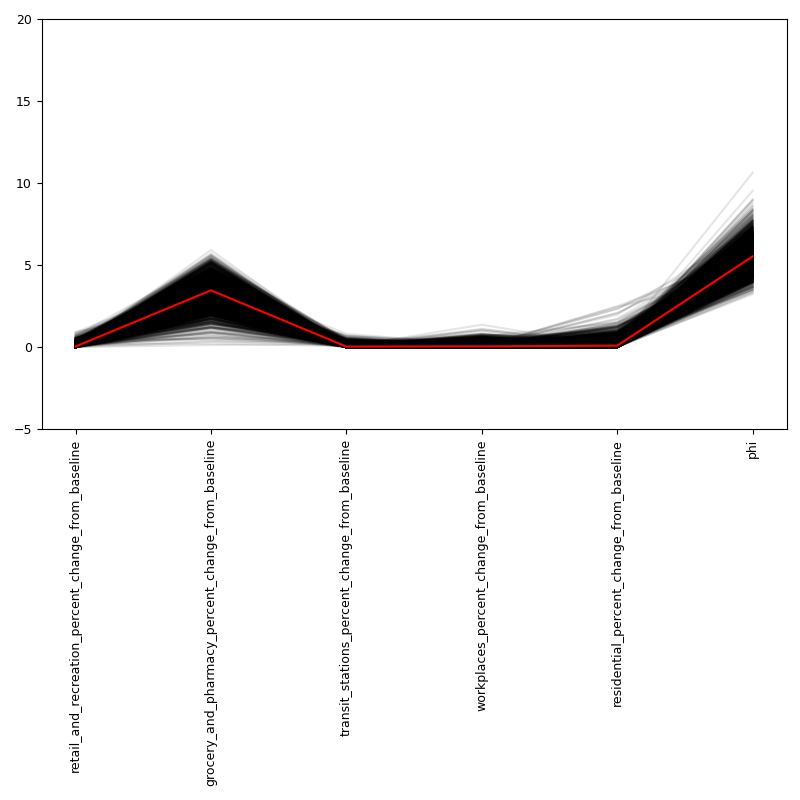 20
15
10
5
0
−5
retail_and_recreation_percent_change_from_baseline
grocery_and_pharmacy_percent_change_from_baseline
transit_stations_percent_change_from_baseline
workplaces_percent_change_from_baseline
residential_percent_change_from_baseline
phi